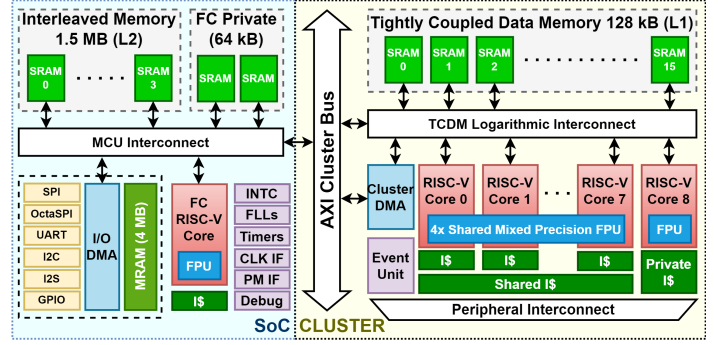 Interleaved Memory
1.5 MB (L2)
SRAM
0
SRAM
3
FC Private
(64 kB)
SRAM
SRAM
MCU Interconnect
SPI
OctaSPI
UART
I2C
I2S
GPIO
I/O
DMA
MRAM (4 MB)
FC
RISC-V
Core
FPU
I$
INTC
FLLs
Timers
CLK IF
PM IF
Debug
SoC
AXI Cluster Bus
Tightly Coupled Data Memory 128 kB (L1)
SRAM
0
SRAM
1
SRAM
2
SRAM
15
TCDM Logarithmic Interconnect
Cluster
DMA
RISC-V
Core 0
RISC-V
Core 1
RISC-V
Core 7
RISC-V
Core 8
4x Shared Mixed Precision FPU
FPU
Event
Unit
I$
I$
I$
Shared I$
Private
I$
Peripheral Interconnect
CLUSTER